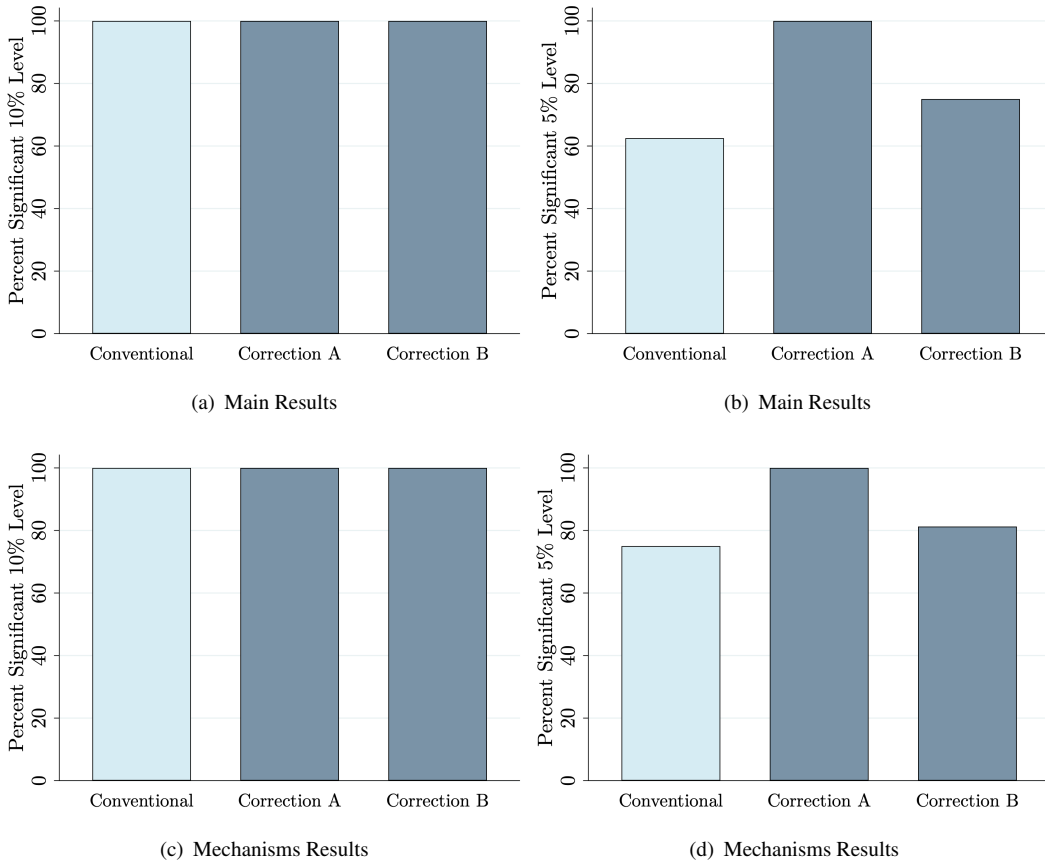 Percent Significant 10% Level
100
80
60
40
20
0
Conventional
Correction A
Correction B
(a) Main Results
Percent Significant 5% Level
100
80
60
40
20
0
Conventional
Correction A
Correction B
(b) Main Results
Percent Significant 10% Level
100
80
60
40
20
0
Conventional
Correction A
Correction B
(c) Mechanisms Results
Percent Significant 5% Level
100
80
60
40
20
0
Conventional
Correction A
Correction B
(d) Mechanisms Results